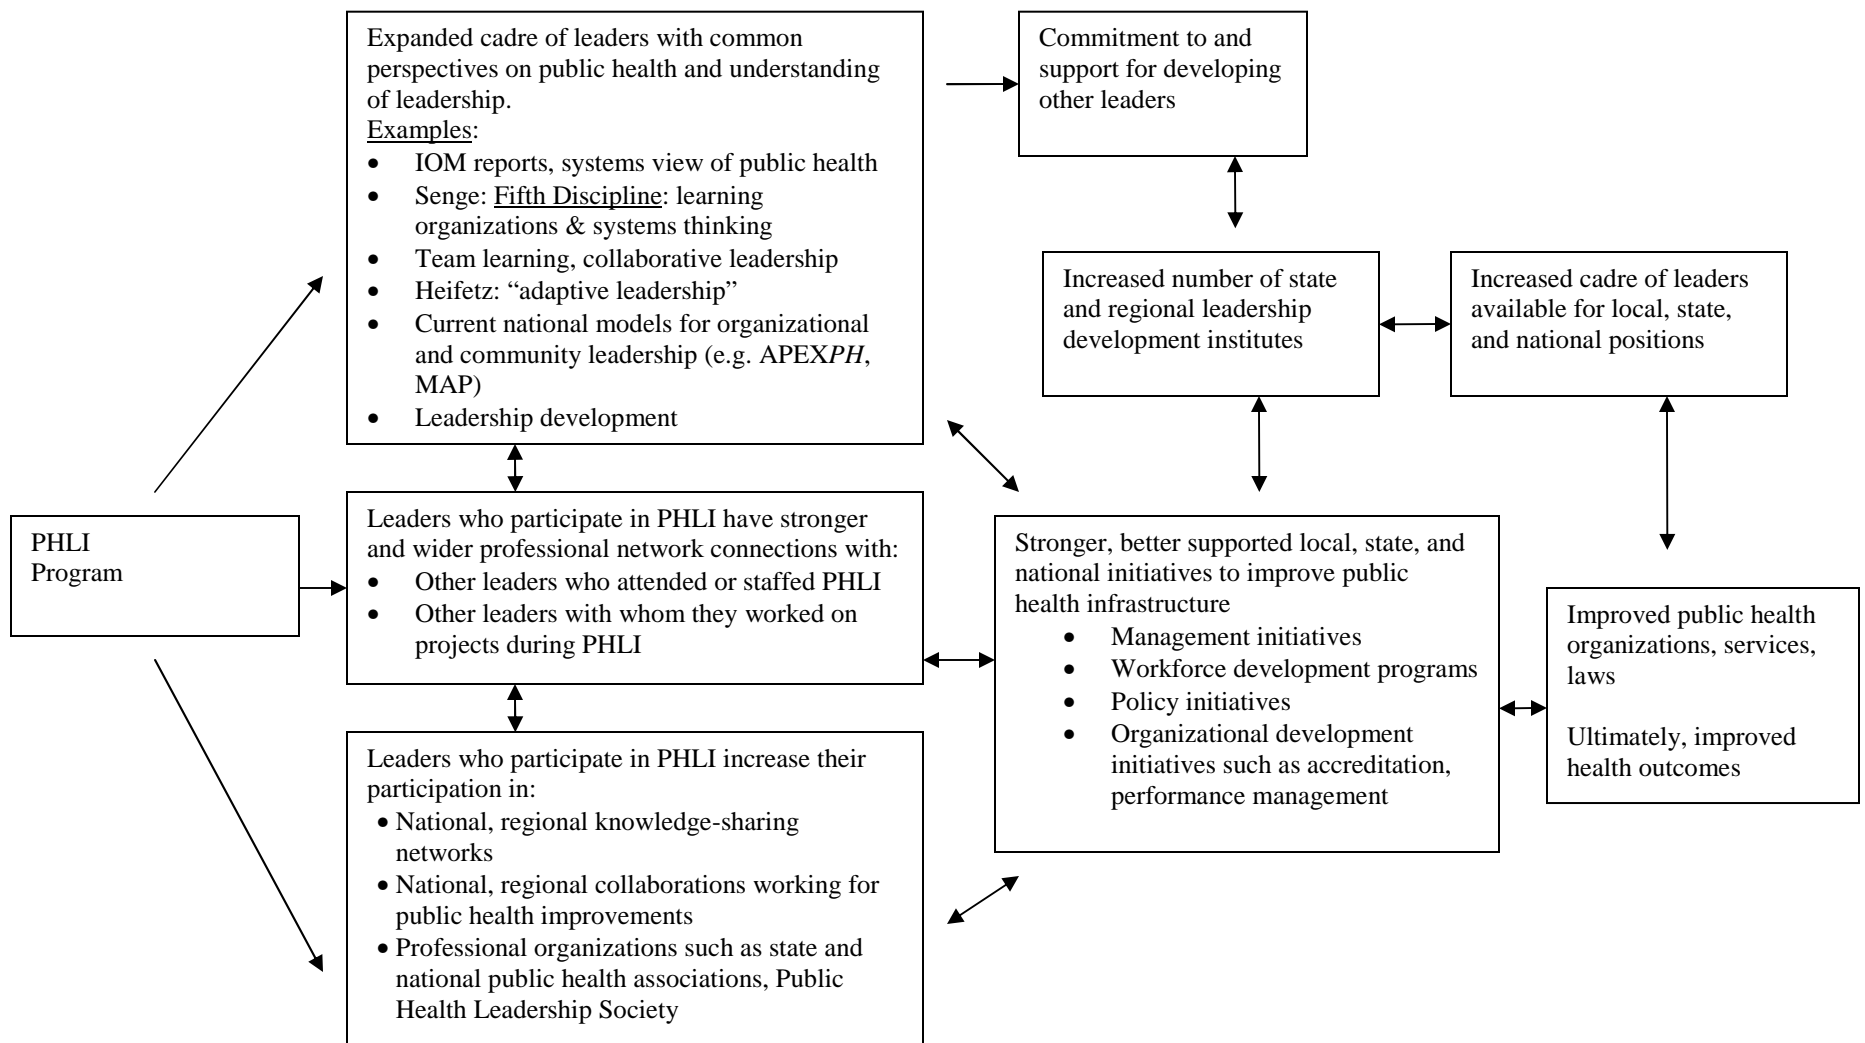 Expanded cadre of leaders with common
perspectives on public health and understanding
of leadership.
Examples:
• IOM reports, systems view of public health
• Senge: Fifth Discipline: learning
organizations & systems thinking
• Team learning, collaborative leadership
• Heifetz: “adaptive leadership”
• Current national models for organizational
and community leadership (e.g. APEXPH,
MAP)
• Leadership development
Commitment to and
support for developing
other leaders
Increased number of state
and regional leadership
development institutes
Increased cadre of leaders
available for local, state,
and national positions
PHLI
Program
Leaders who participate in PHLI have stronger
and wider professional network connections with:
• Other leaders who attended or staffed PHLI
• Other leaders with whom they worked on
projects during PHLI
Stronger, better supported local, state, and
national initiatives to improve public
health infrastructure
• Management initiatives
• Workforce development programs
• Policy initiatives
• Organizational development
initiatives such as accreditation,
performance management
Improved public health
organizations, services,
laws
Ultimately, improved
health outcomes
Leaders who participate in PHLI increase their
participation in:
• National, regional knowledge-sharing
networks
• National, regional collaborations working for
public health improvements
• Professional organizations such as state and
national public health associations, Public
Health Leadership Society